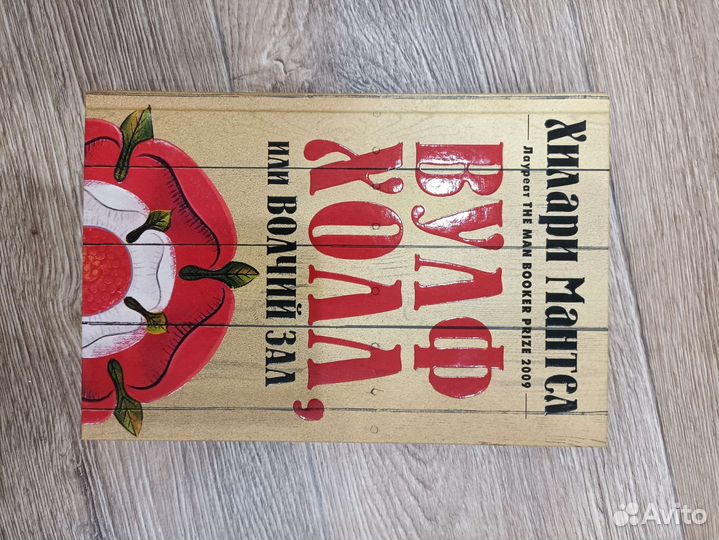 Хилари Мантел
Лауреат THE MAN BOOKER PRIZE 2009
ВУЛФ
ХОЛЛ,
или ВОЛЧИЙ ЗАЛ
Avito